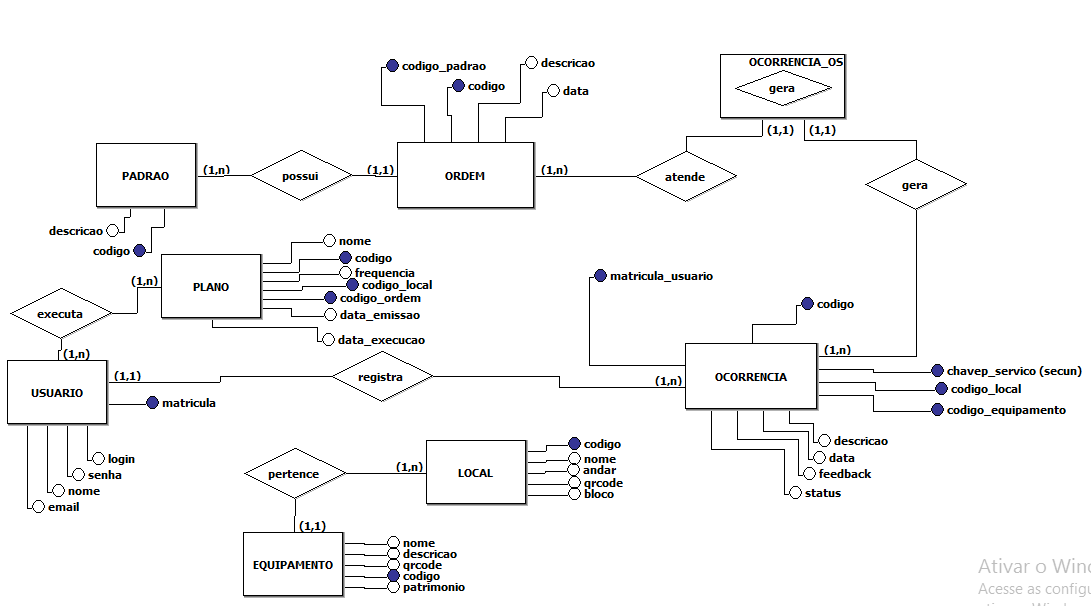 codigo_padrao
descricao
OCORRENCIA_OS
codigo
data
gera
(1,1)
(1,1)
PADRAO
(1,n)
possui
(1,1)
ORDEM
(1,n)
atende
gera
descricao
codigo
nome
codigo
frequencia
codigo_local
codigo_ordem
data_emissao
data_execucao
(1,n)
PLANO
executa
(1,n)
matricula_usuario
codigo
(1,n)
USUARIO
(1,1)
registra
(1,n)
OCORRENCIA
chavep_servico (secun)
codigo_local
codigo_equipamento
matricula
descricao
data
feedback
status
login
senha
nome
email
pertence
(1,n)
LOCAL
codigo
nome
andar
qrcode
bloco
(1,1)
EQUIPAMENTO
nome
descricao
qrcode
codigo
patrimonio
Ativar o Wind
Acesse as configu